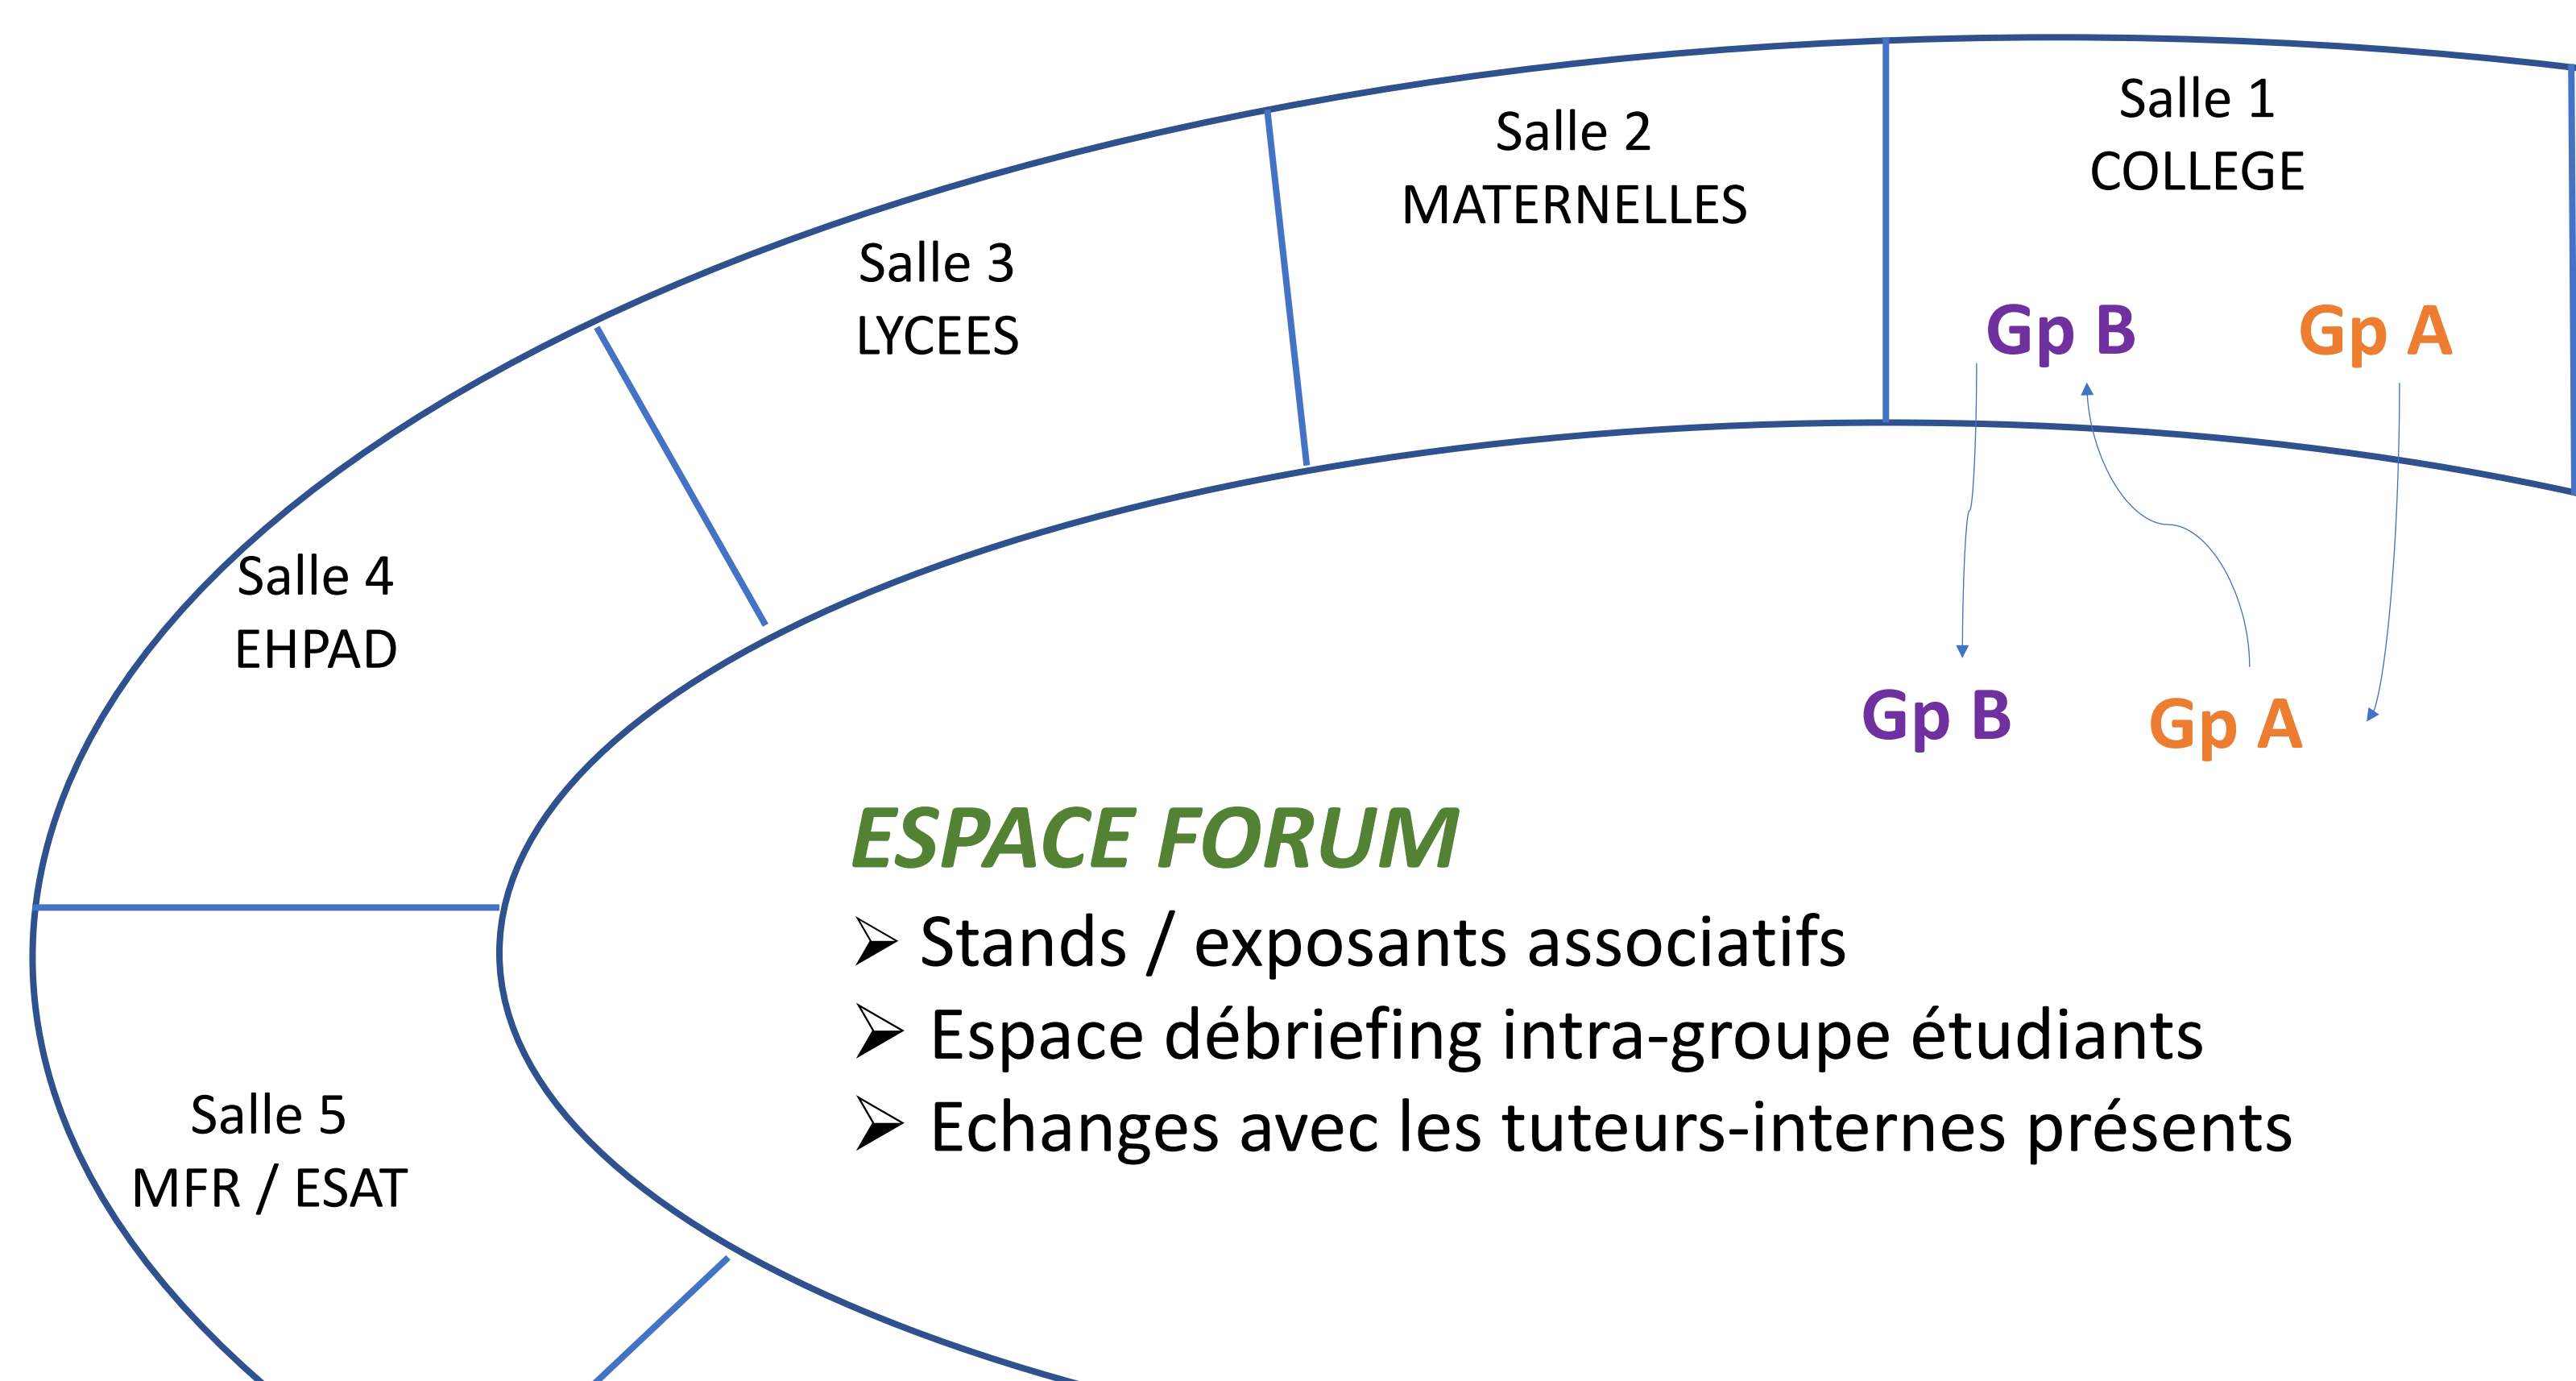 Salle 1
COLLEGE
Salle 2
MATERNELLES
Salle 3
LYCEES
Gp B
Gp A
Salle 4
EHPAD
Gp B
Gp A
ESPACE FORUM
➢ Stands / exposants associatifs
➢ Espace débriefing intra-groupe étudiants
➢ Echanges avec les tuteurs-internes présents
Salle 5
MFR / ESAT